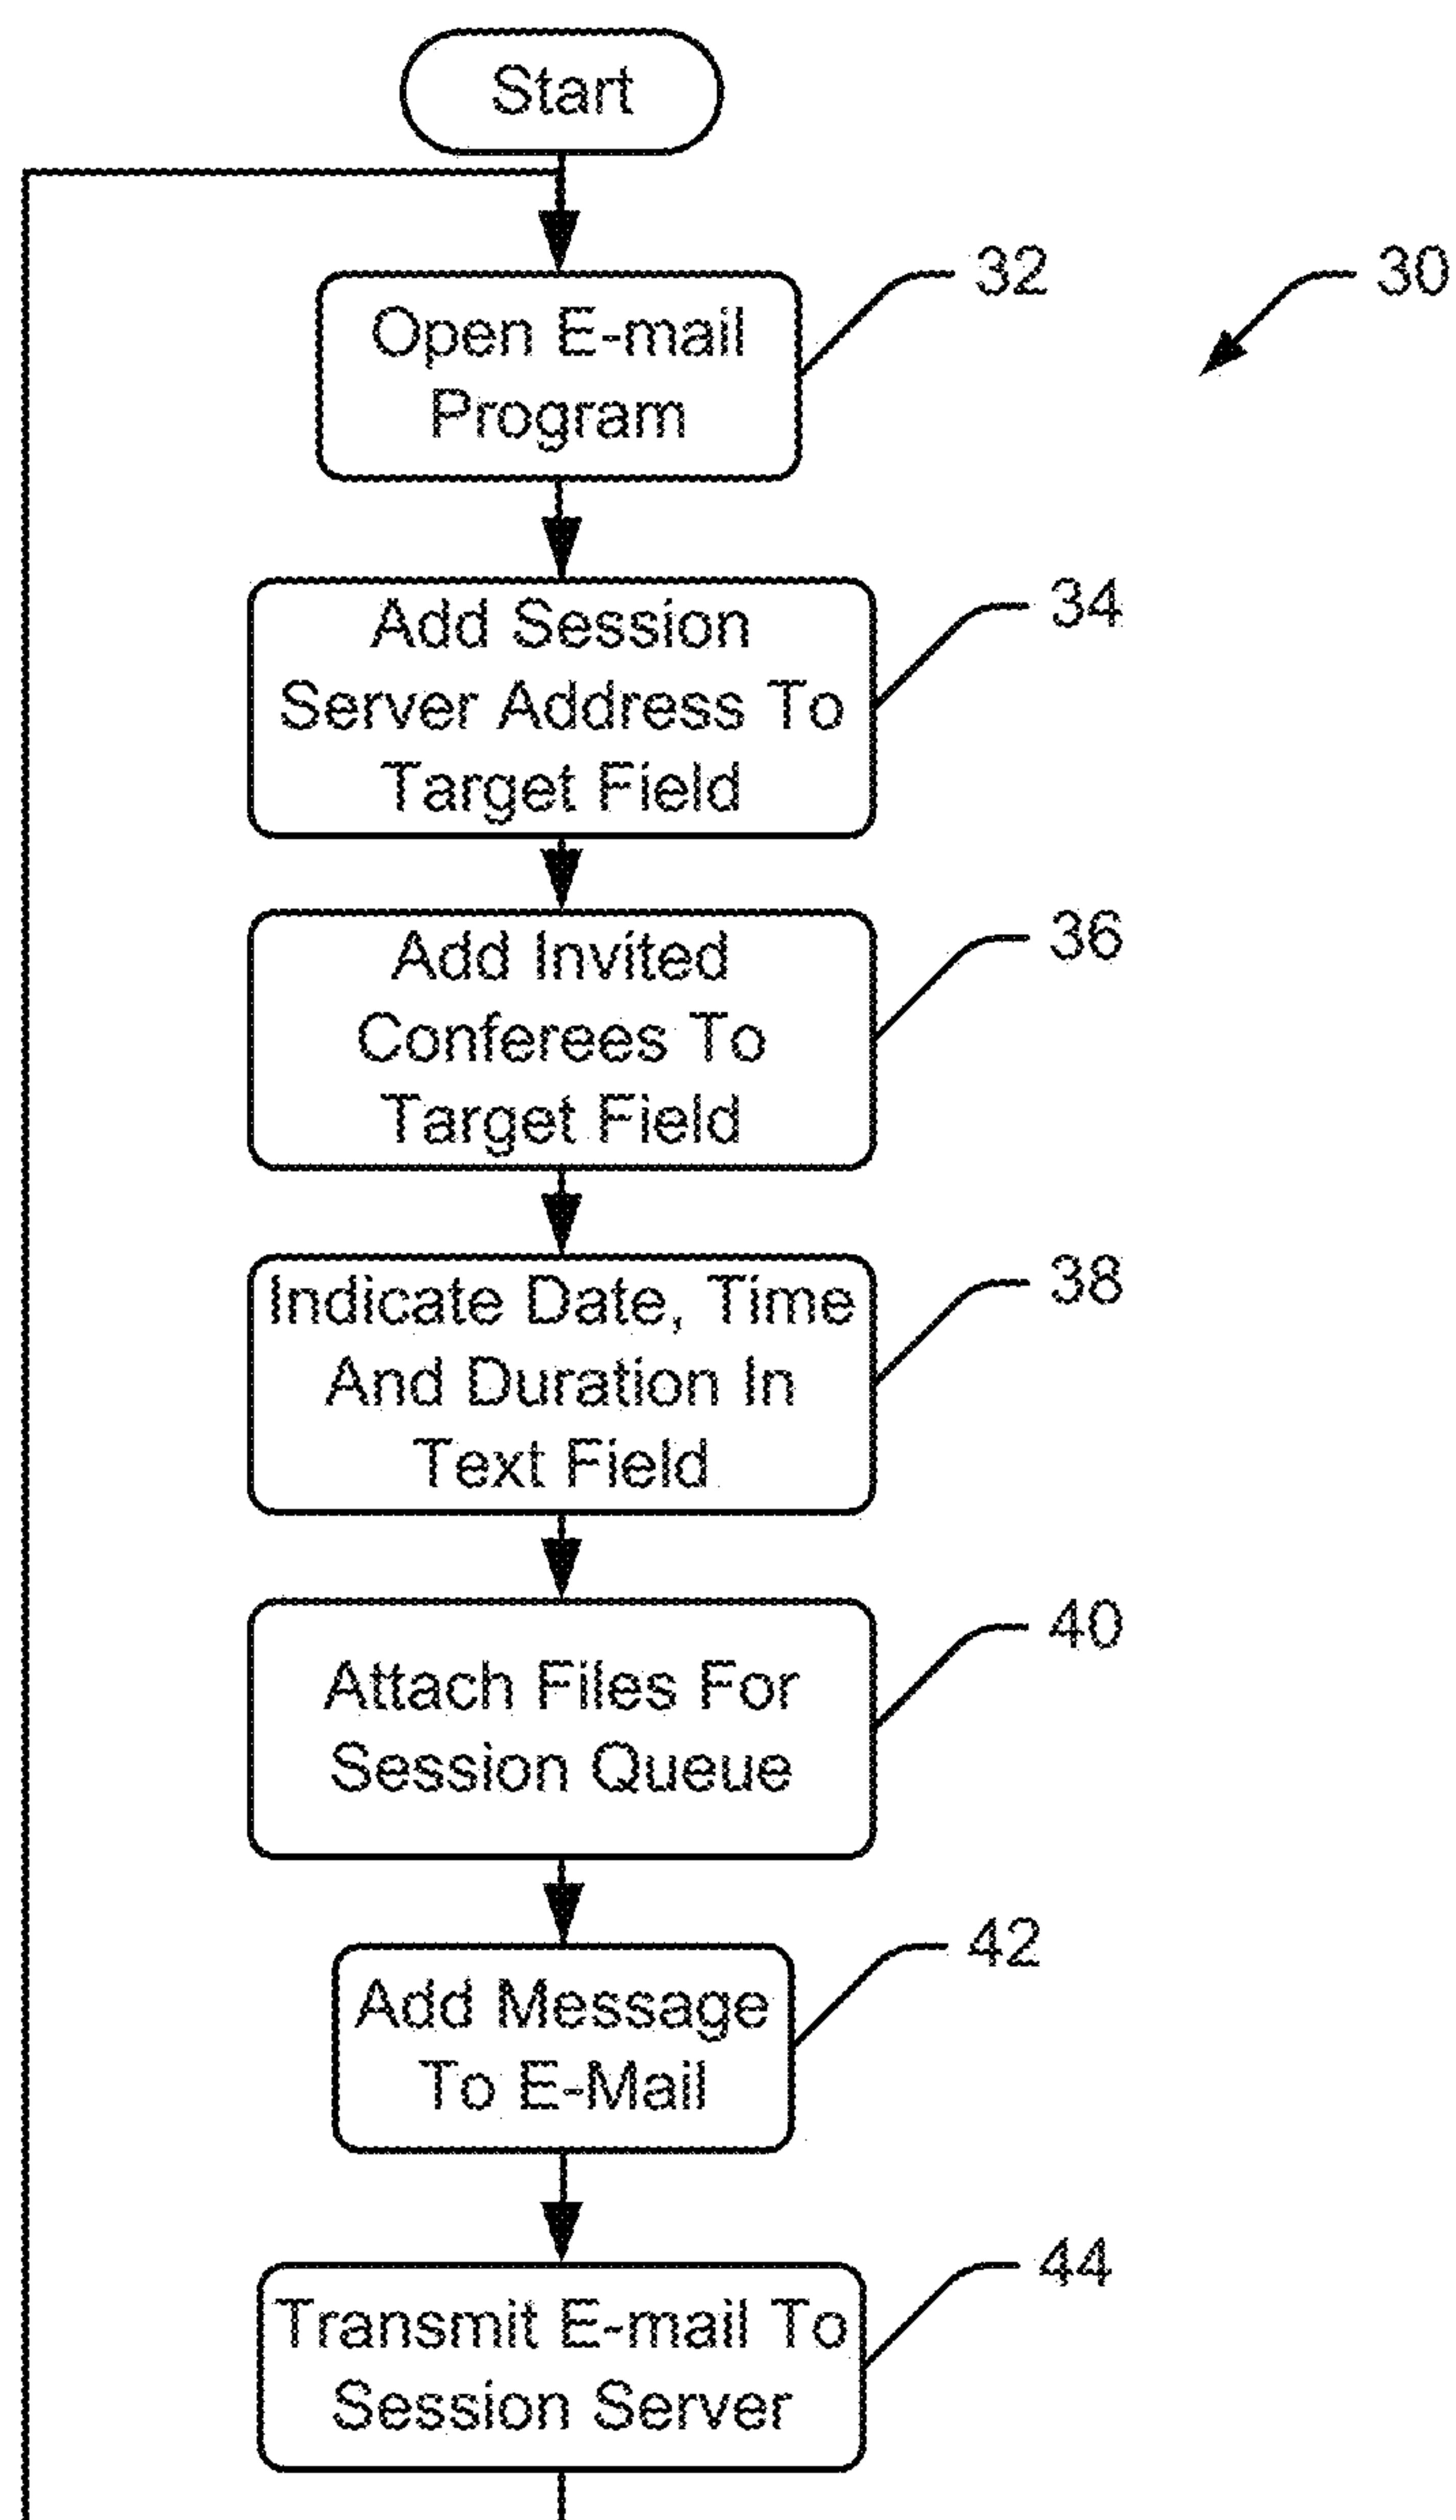 Start
32
30
Open E-mail
Program
34
Add Session
Server Address To
Target Field
36
Add Invited
Conferees To
Target Field
38
Indicate Date, Time
And Duration In
Text Field
40
Attach Files For
Session Queue
42
Add Message
To E-Mail
44
Transmit E-mail To
Session Server